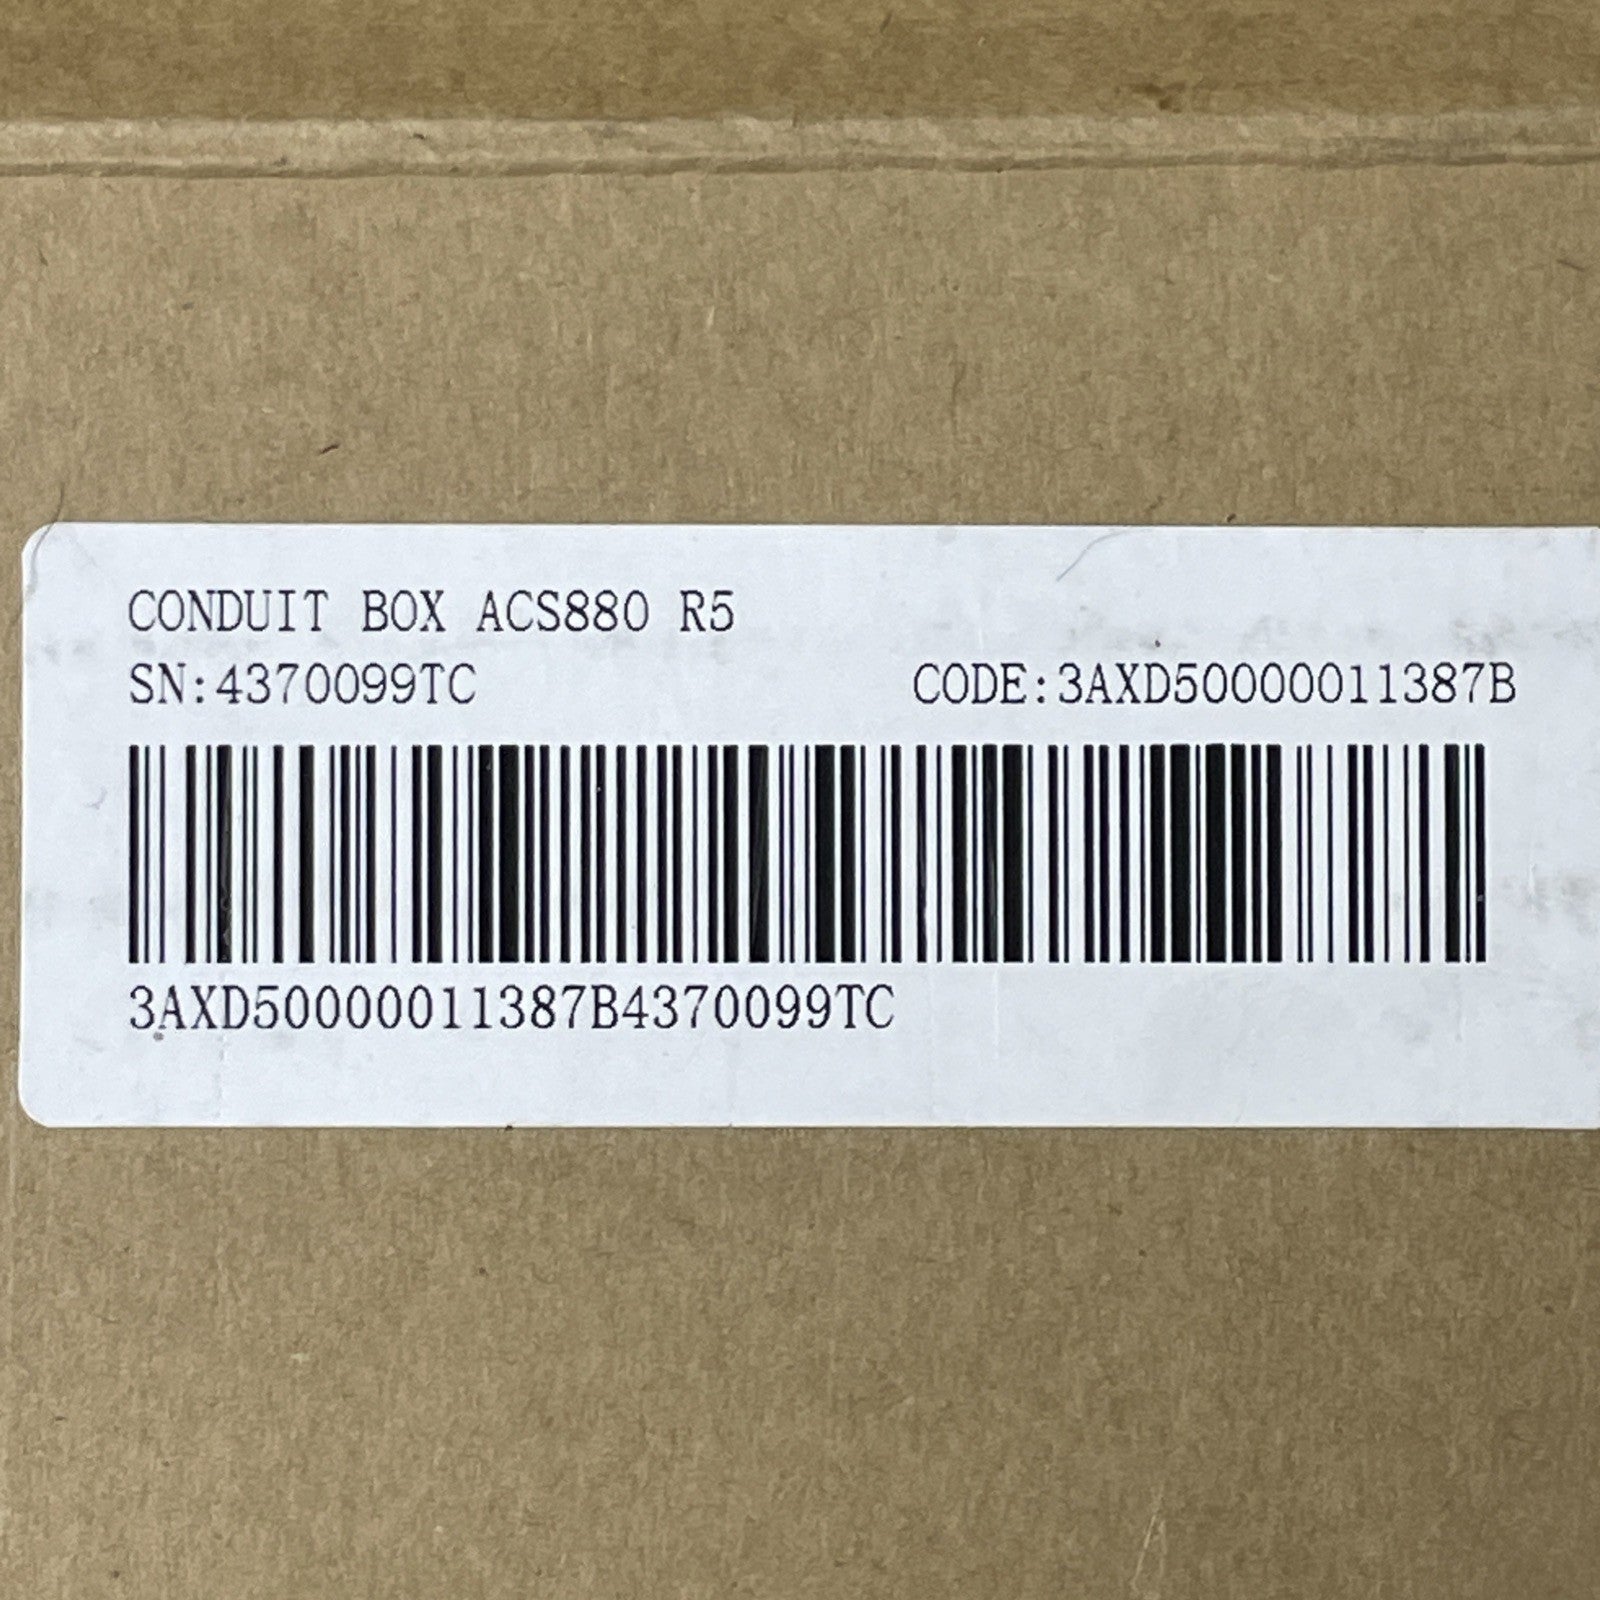 CONDUIT BOX ACS880 R5
SN:4370099TC CODE:3AXD50000011387B
3AXD50000011387B4370099TC